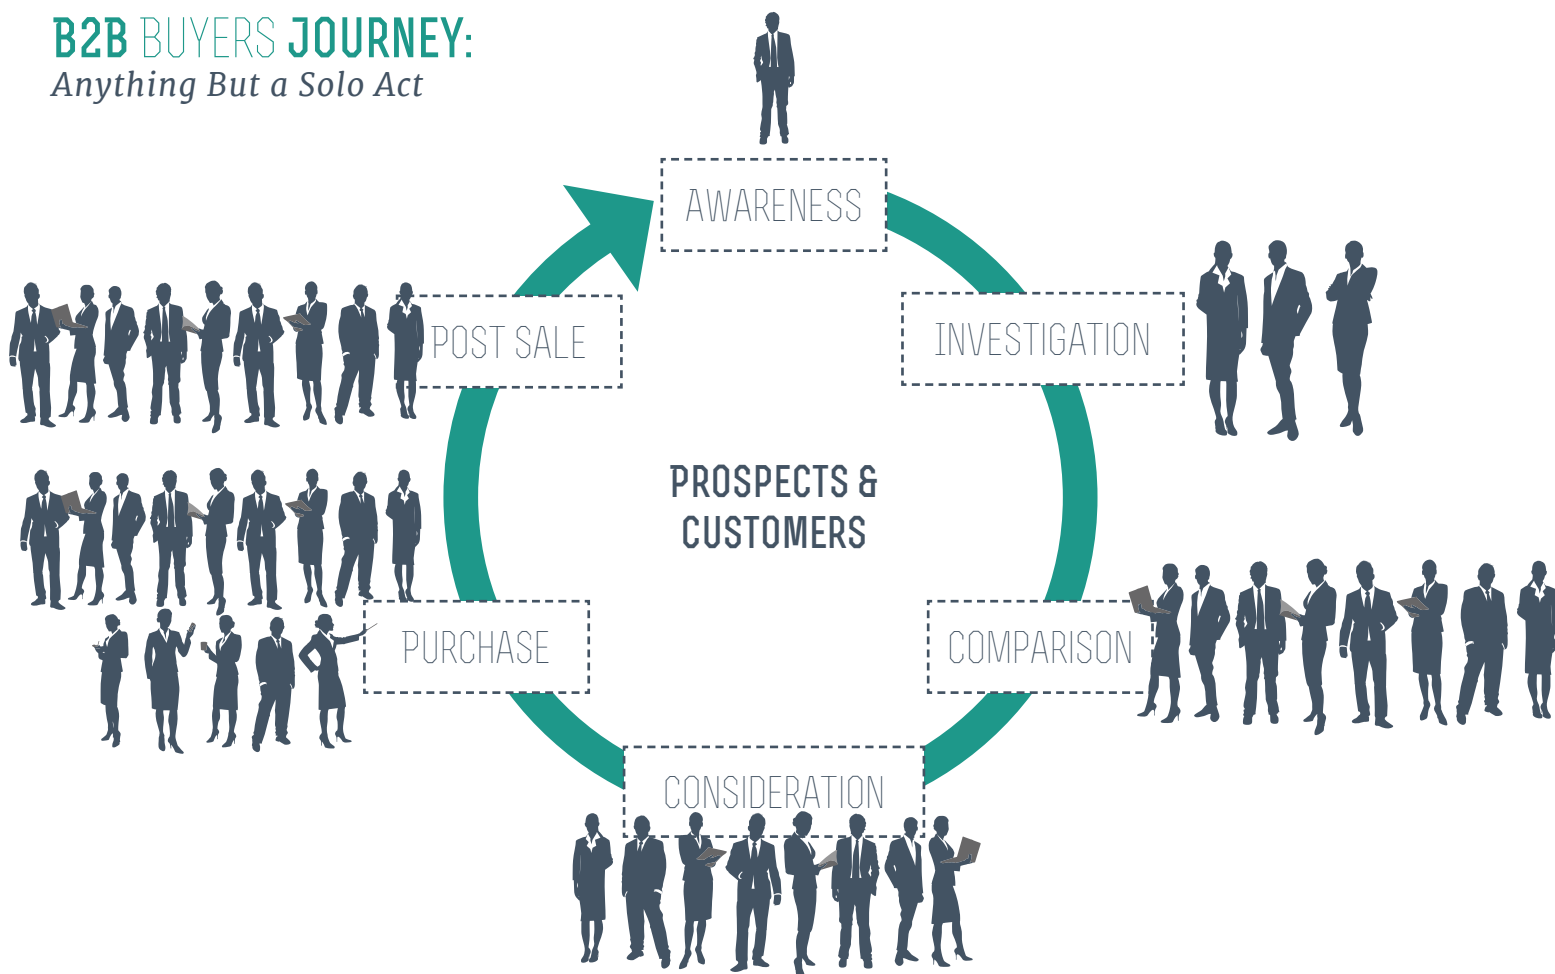 B2B BUYERS JOURNEY:
Anything But a Solo Act
AWARENESS
INVESTIGATION
COMPARISON
CONSIDERATION
PURCHASE
POST SALE
PROSPECTS &
CUSTOMERS